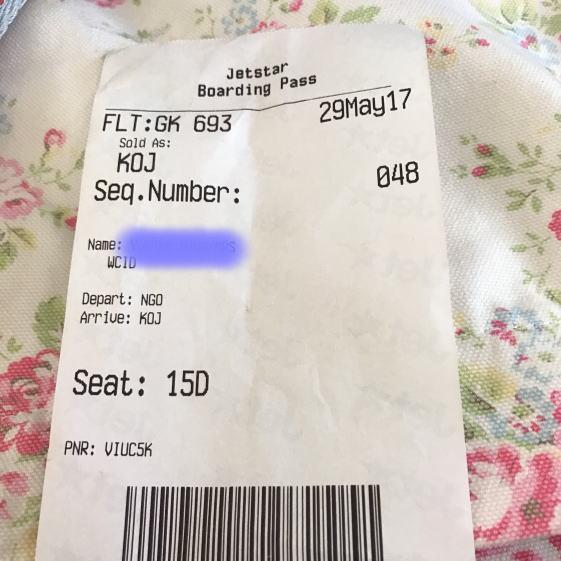 Jetstar
Boarding Pass
FLT:GK 693 29May17
Sold As:
KOJ
Seq.Number: 048
Name:
WCID
Depart: NGO
Arrive: KOJ
Seat: 15D
PNR: VIUC5K